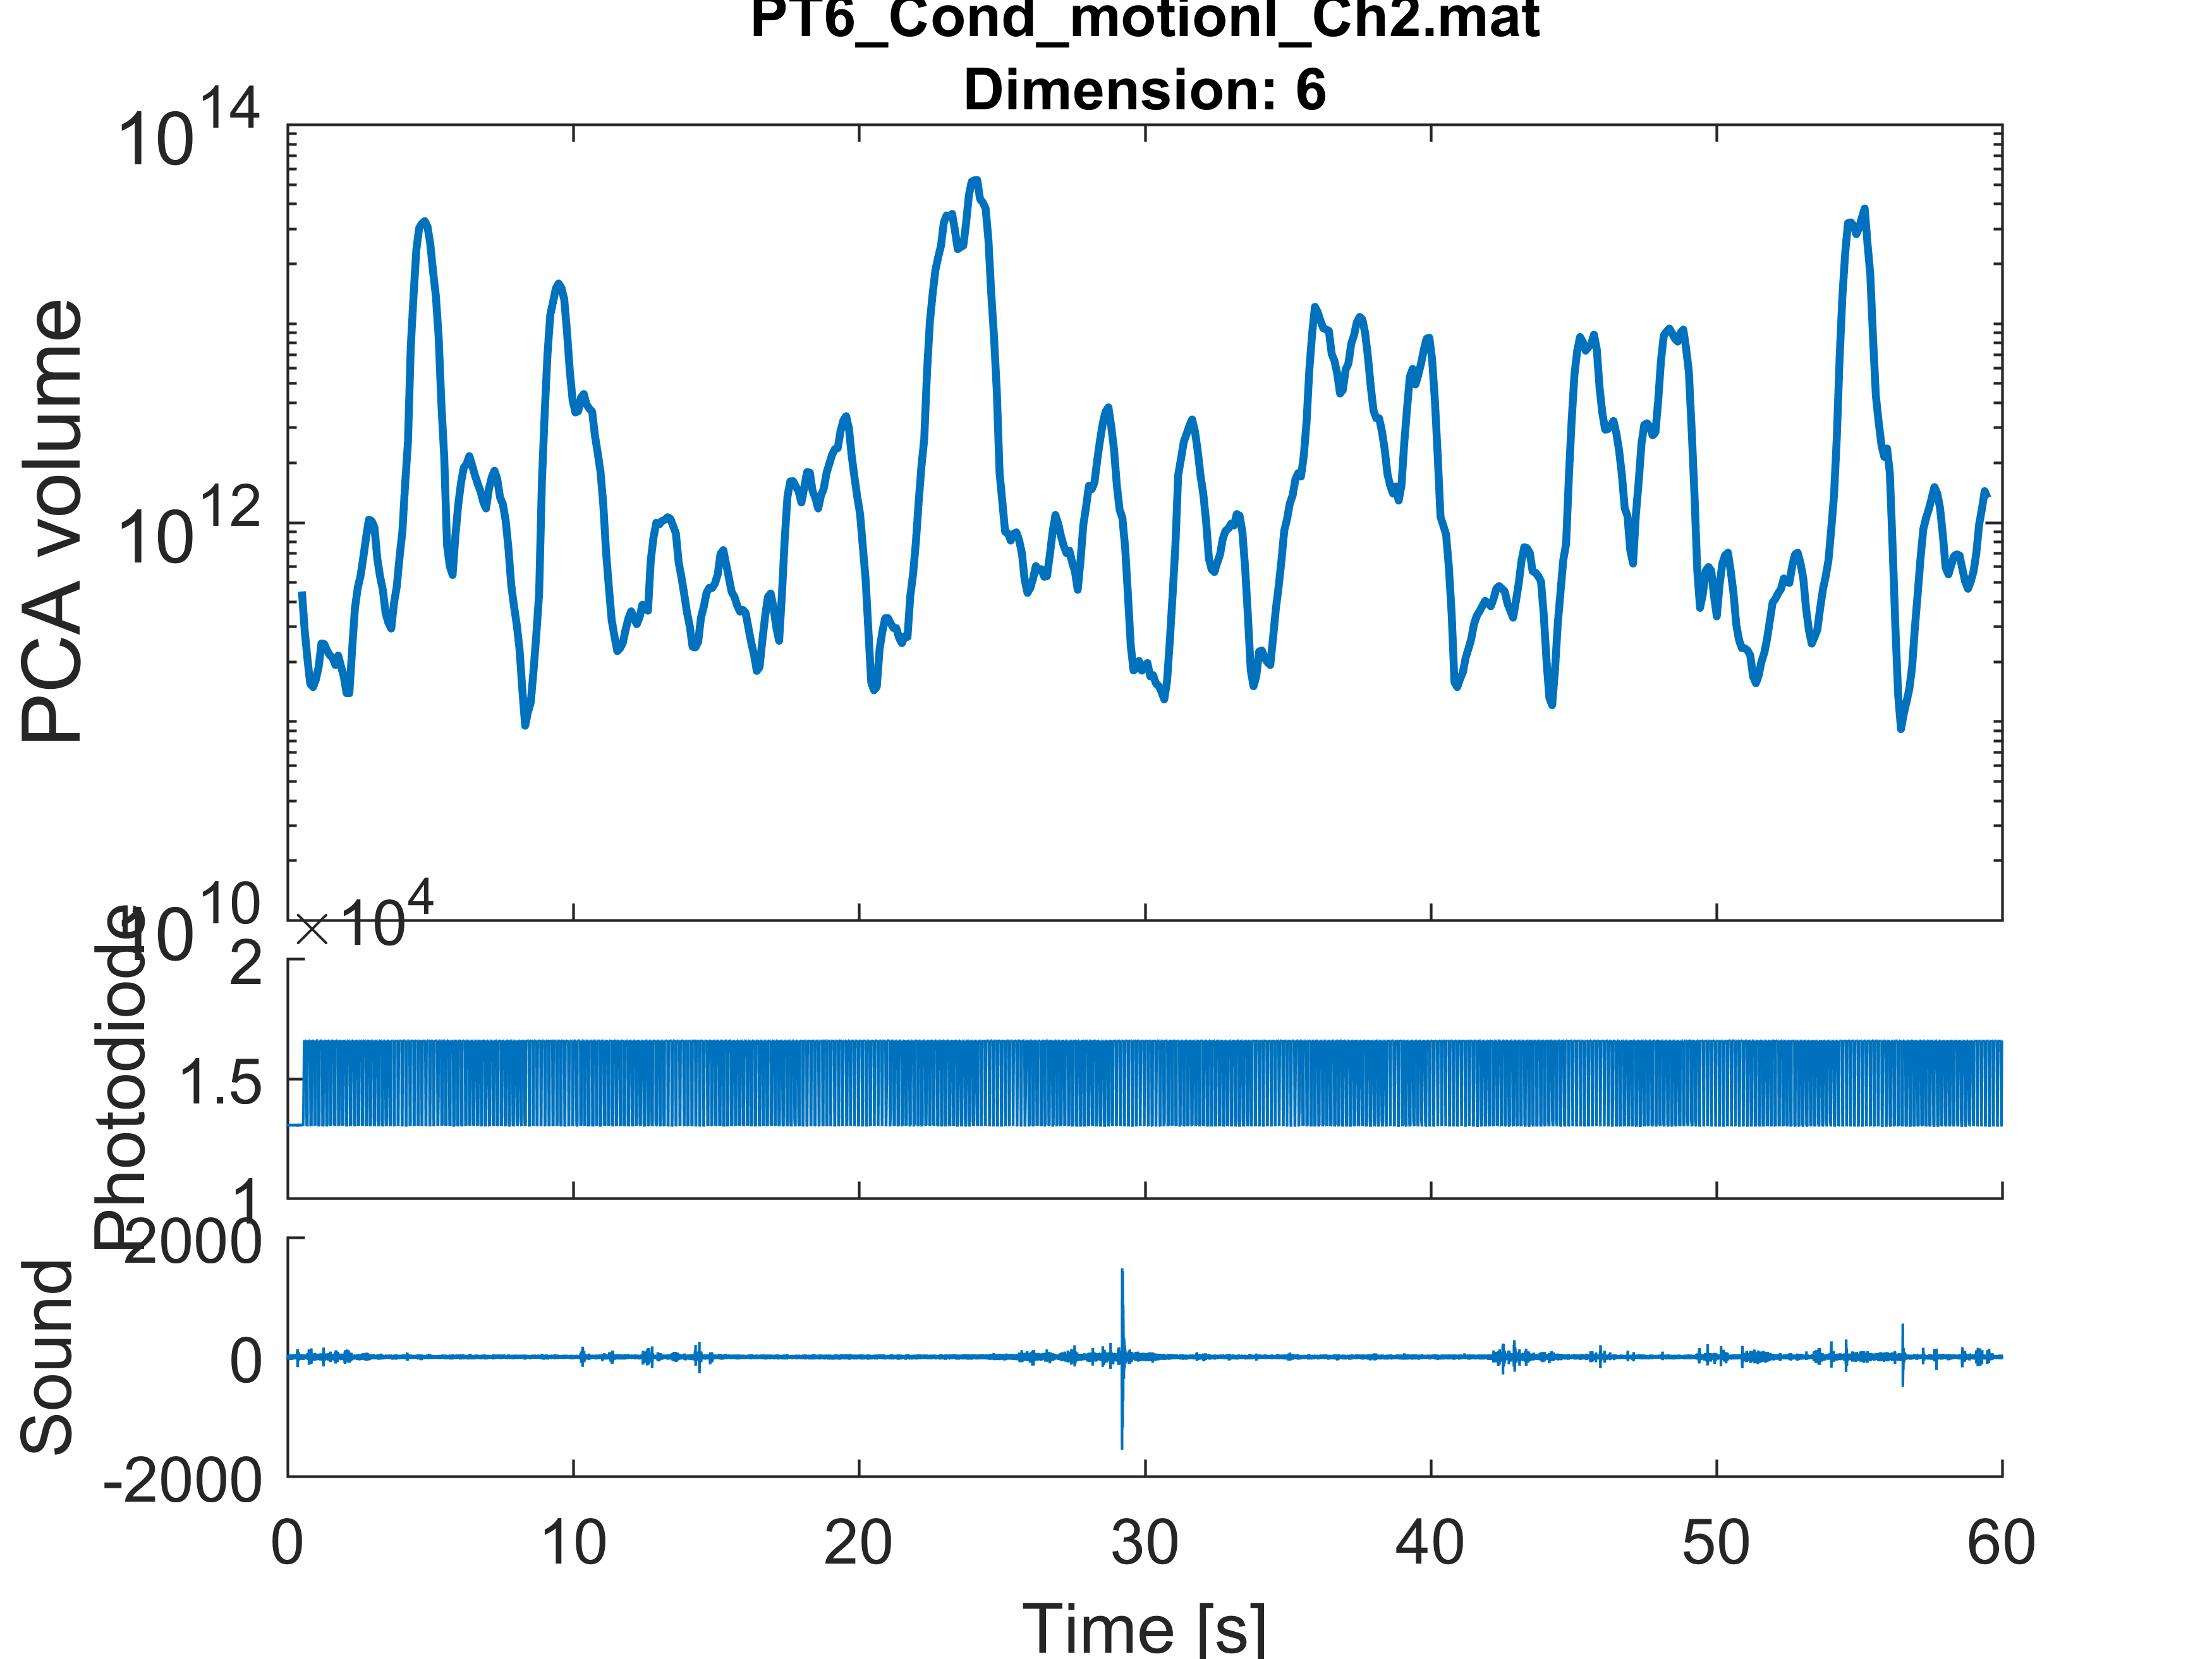 PT6_Cond_motionI_Ch2.mat
Dimension: 6
PCA volume
10^14
10^12
10^10
×10^4
Photodiode
2
1.5
1
Sound
2000
0
-2000
0 10 20 30 40 50 60
Time [s]